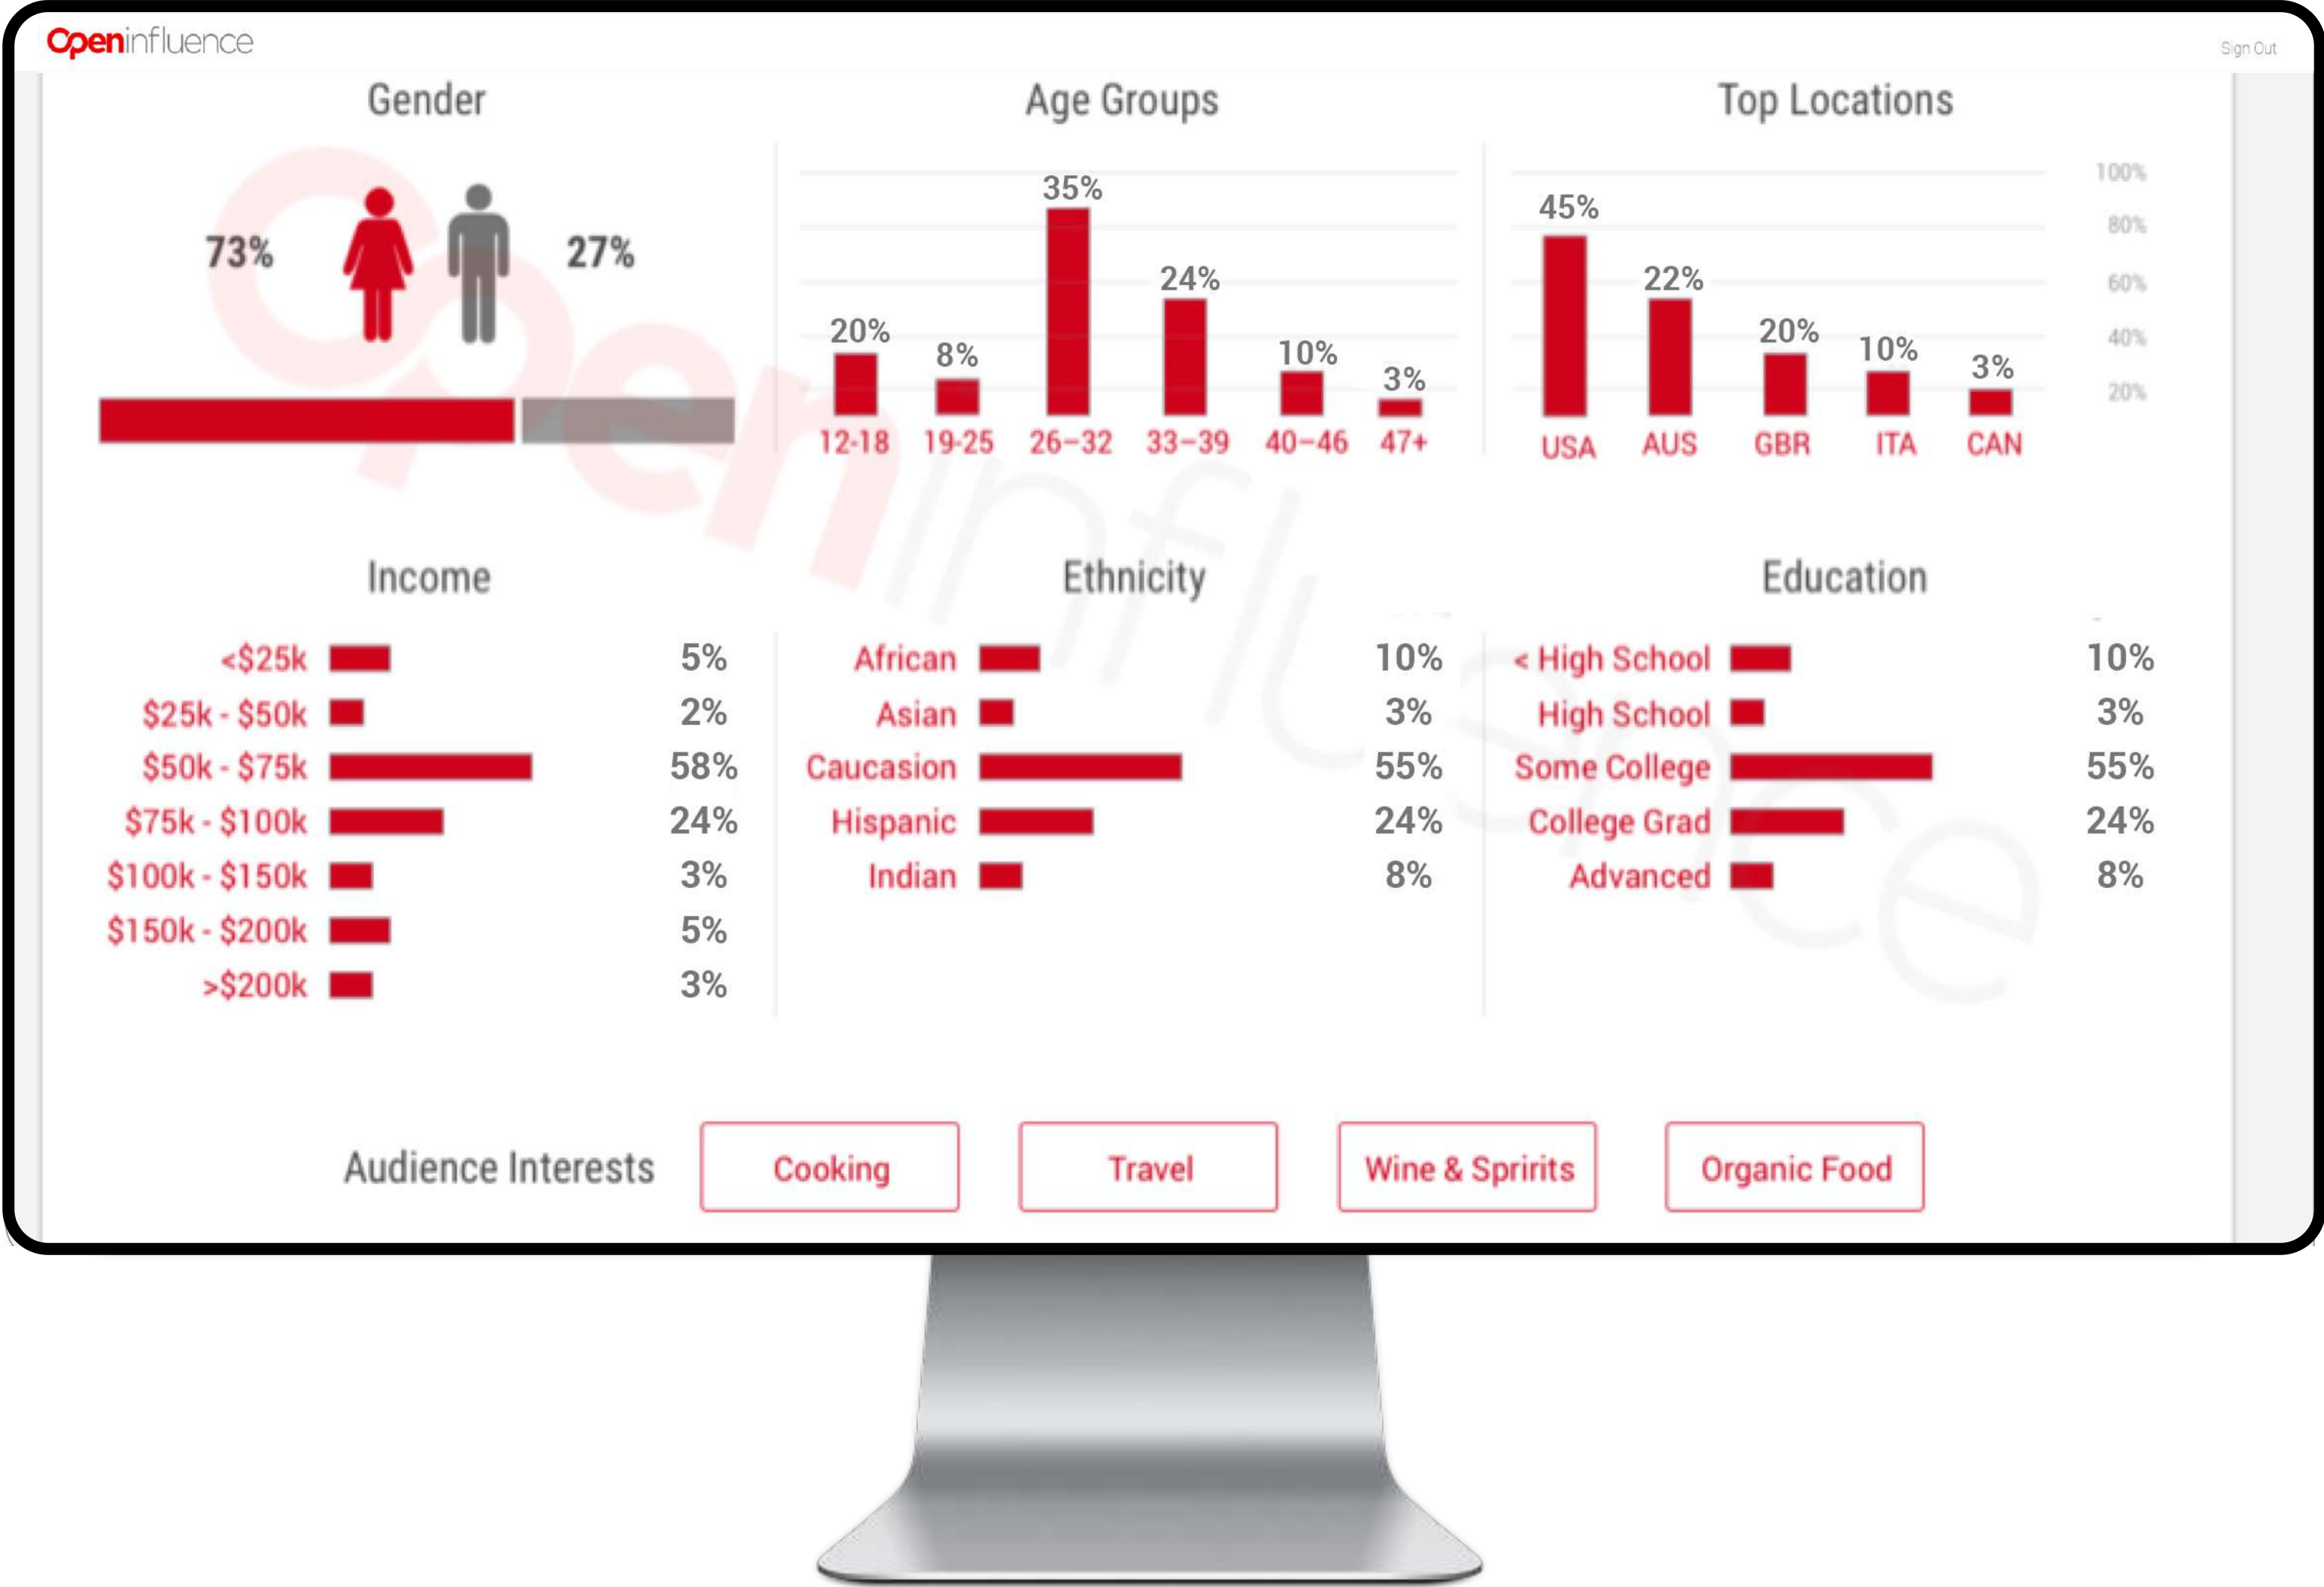 Openinfluence
Sign Out
Gender
73%
27%
Age Groups
35%
24%
20%
8%
10%
3%
12-18 19-25 26–32 33–39 40–46 47+
Top Locations
100%
80%
60%
40%
20%
45%
22%
20%
10%
3%
USA AUS GBR ITA CAN
Income
<$25k 5%
$25k - $50k 2%
$50k - $75k 58%
$75k - $100k 24%
$100k - $150k 3%
$150k - $200k 5%
>$200k 3%
Ethnicity
African 10%
Asian 3%
Caucasion 55%
Hispanic 24%
Indian 8%
Education
< High School 10%
High School 3%
Some College 55%
College Grad 24%
Advanced 8%
Audience Interests
Cooking
Travel
Wine & Spririts
Organic Food
Openinfluence